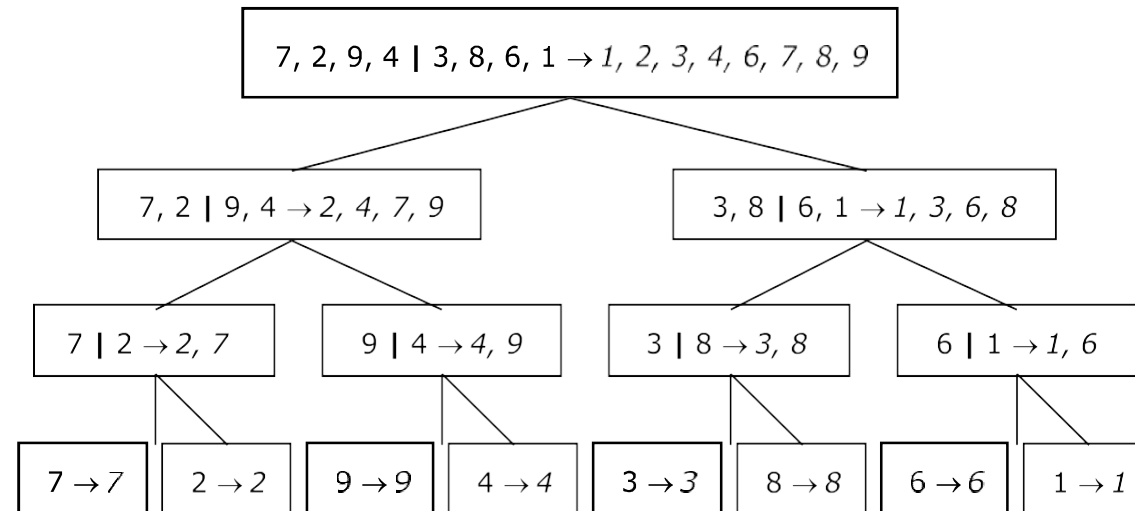 7, 2, 9, 4 | 3, 8, 6, 1 → 1, 2, 3, 4, 6, 7, 8, 9
7, 2 | 9, 4 → 2, 4, 7, 9
3, 8 | 6, 1 → 1, 3, 6, 8
7 | 2 → 2, 7
9 | 4 → 4, 9
3 | 8 → 3, 8
6 | 1 → 1, 6
7 → 7
2 → 2
9 → 9
4 → 4
3 → 3
8 → 8
6 → 6
1 → 1